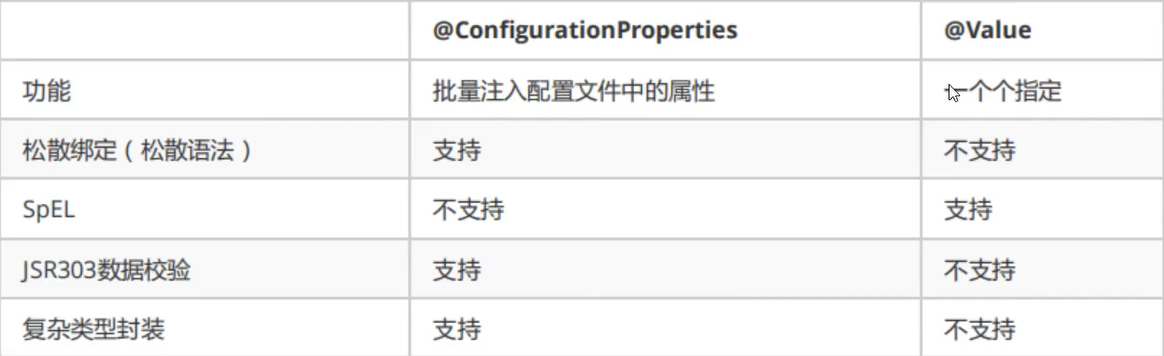 @ConfigurationProperties @Value
功能 批量注入配置文件中的属性 一个个指定
松散绑定（松散语法） 支持 不支持
SpEL 不支持 支持
JSR303数据校验 支持 不支持
复杂类型封装 支持 不支持